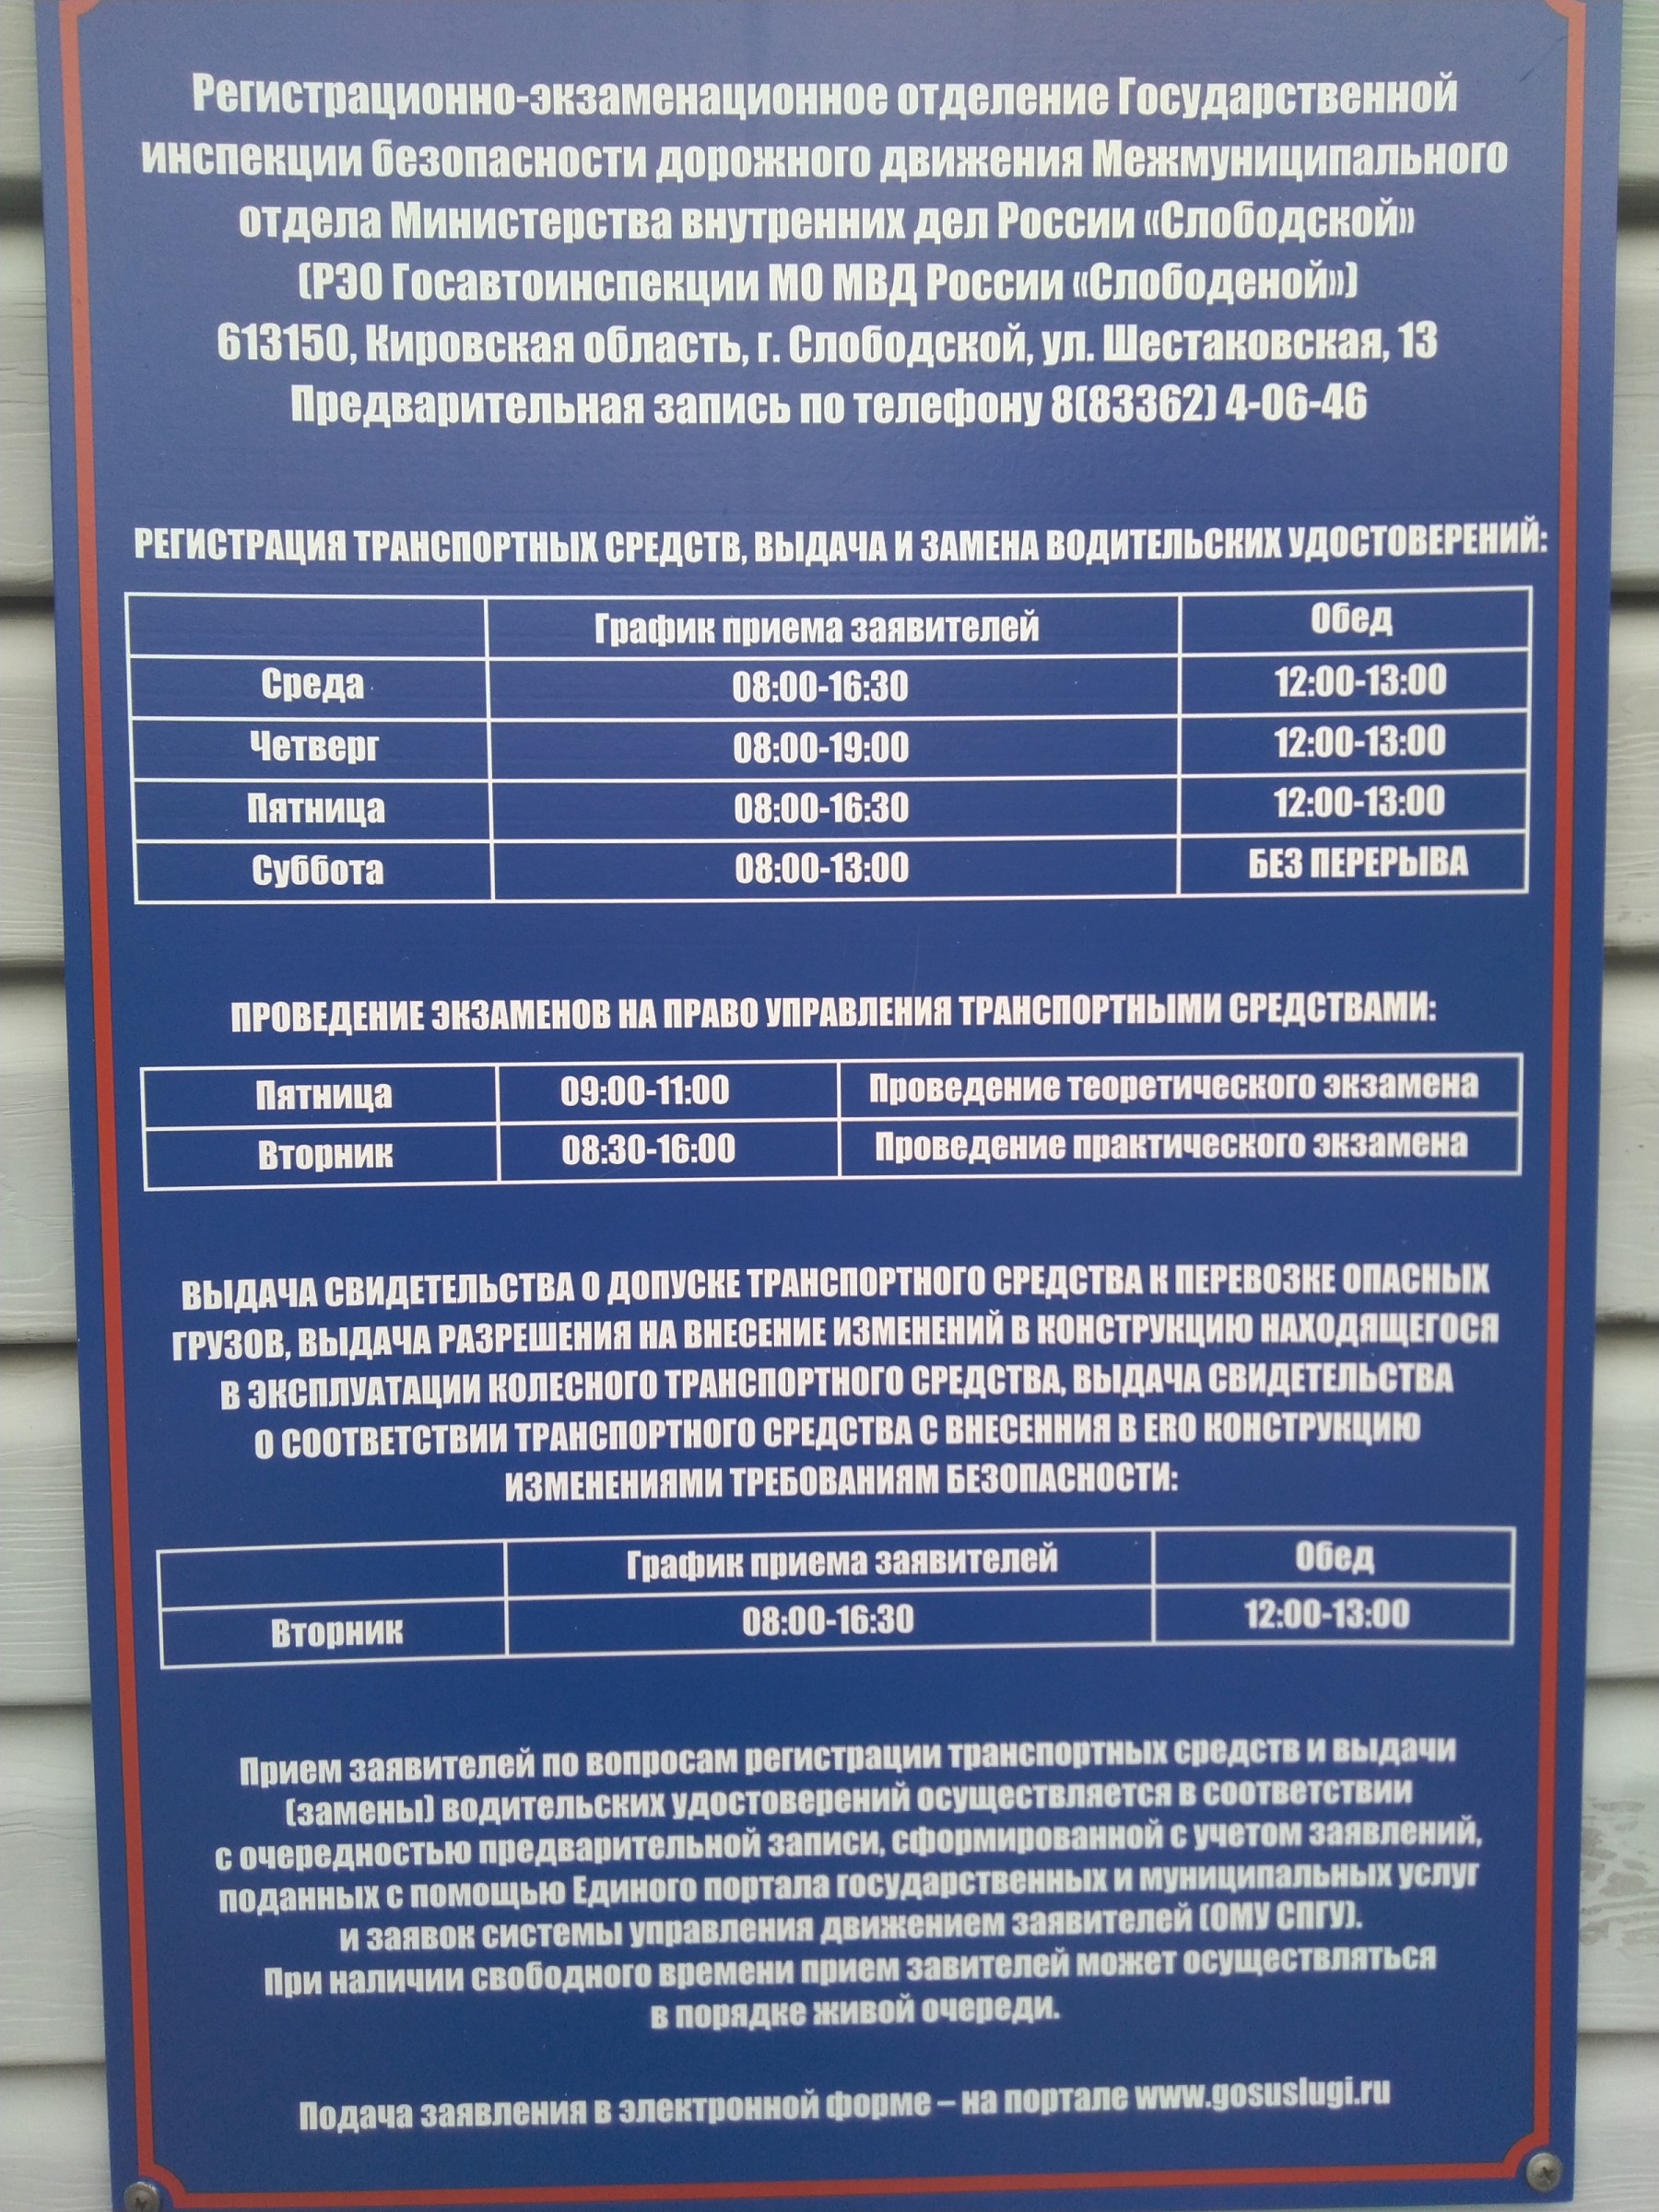 Регистрационно-экзаменационное отделение Государственной
инспекции безопасности дорожного движения Межмуниципального
отдела Министерства внутренних дел России «Слободской»
(РЭО Госавтоинспекции МО МВД России «Слободеной»)
613150, Кировская область, г. Слободской, ул. Шестаковская, 13
Предварительная запись по телефону 8(83362) 4-06-46
РЕГИСТРАЦИЯ ТРАНСПОРТНЫХ СРЕДСТВ, ВЫДАЧА И ЗАМЕНА ВОДИТЕЛЬСКИХ УДОСТОВЕРЕНИЙ:
График приема заявителей Обед
Среда 08:00-16:30 12:00-13:00
Четверг 08:00-19:00 12:00-13:00
Пятница 08:00-16:30 12:00-13:00
Суббота 08:00-13:00 БЕЗ ПЕРЕРЫВА
ПРОВЕДЕНИЕ ЭКЗАМЕНОВ НА ПРАВО УПРАВЛЕНИЯ ТРАНСПОРТНЫМИ СРЕДСТВАМИ:
Пятница 09:00-11:00 Проведение теоретического экзамена
Вторник 08:30-16:00 Проведение практического экзамена
ВЫДАЧА СВИДЕТЕЛЬСТВА О ДОПУСКЕ ТРАНСПОРТНОГО СРЕДСТВА К ПЕРЕВОЗКЕ ОПАСНЫХ
ГРУЗОВ, ВЫДАЧА РАЗРЕШЕНИЯ НА ВНЕСЕНИЕ ИЗМЕНЕНИЙ В КОНСТРУКЦИЮ НАХОДЯЩЕГОСЯ
В ЭКСПЛУАТАЦИИ КОЛЕСНОГО ТРАНСПОРТНОГО СРЕДСТВА, ВЫДАЧА СВИДЕТЕЛЬСТВА
О СООТВЕТСТВИИ ТРАНСПОРТНОГО СРЕДСТВА С ВНЕСЕННИЯ В ERO КОНСТРУКЦИЮ
ИЗМЕНЕНИЯМИ ТРЕБОВАНИЯМ БЕЗОПАСНОСТИ:
График приема заявителей Обед
Вторник 08:00-16:30 12:00-13:00
Прием заявителей по вопросам регистрации транспортных средств и выдачи
(замены) водительских удостоверений осуществляется в соответствии
с очередностью предварительной записи, сформированной с учетом заявлений,
поданных с помощью Единого портала государственных и муниципальных услуг
и заявок системы управления движением заявителей (ОМУ СПГУ).
При наличии свободного времени прием завителей может осуществляться
в порядке живой очереди.
Подача заявления в электронной форме – на портале www.gosuslugi.ru